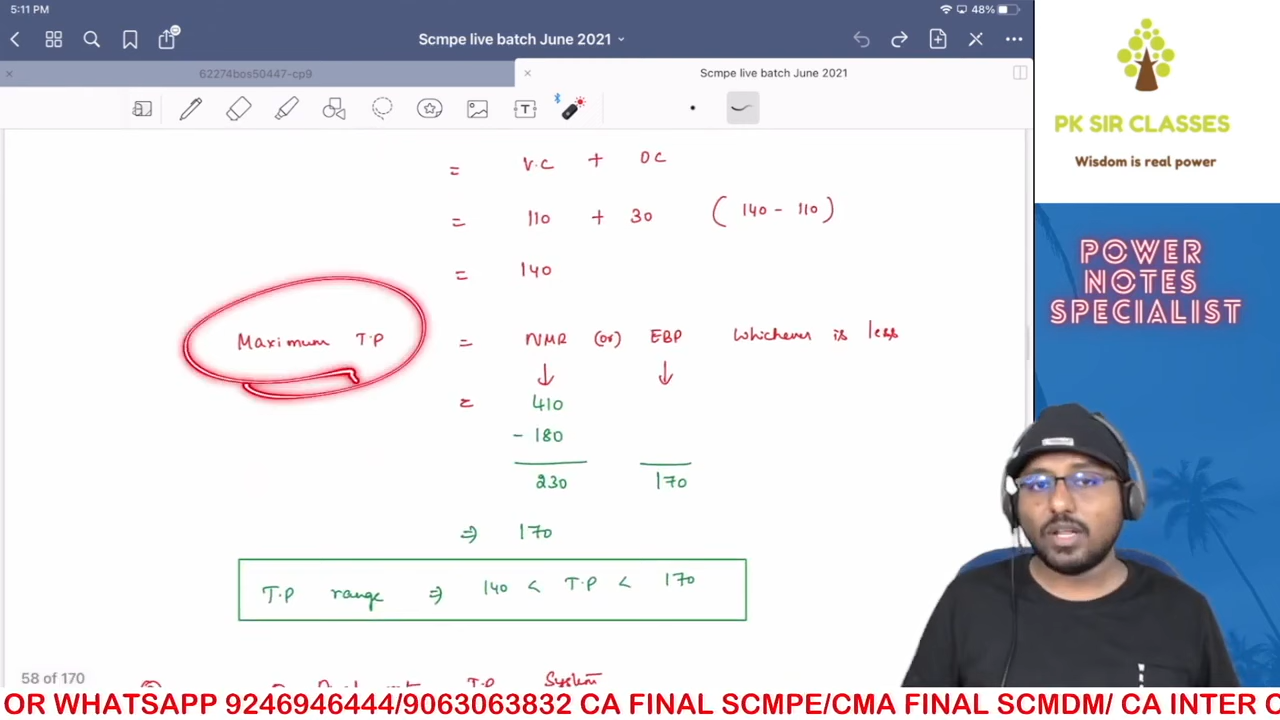 5:11 PM
48%
Scmpe live batch June 2021
62274bos50447-cp9
Scmpe live batch June 2021
= V.C + OC
= 110 + 30 (140 - 110)
= 140
Maximum T.P = NMR (or) EBP Whichever is less
= 410
- 180
230 170
⇒ 170
T.P range ⇒ 140 < T.P < 170
T.P System
58 of 170
PK SIR CLASSES
Wisdom is real power
POWER
NOTES
SPECIALIST
OR WHATSAPP 9246946444/9063063832 CA FINAL SCMPE/CMA FINAL SCMDM/ CA INTER C